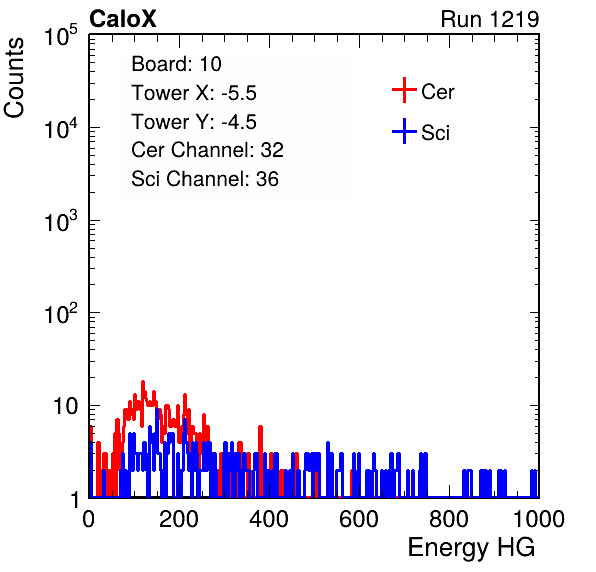 CaloX Run 1219
Counts
10^5
10^4
10^3
10^2
10
1
Board: 10
Tower X: -5.5
Tower Y: -4.5
Cer Channel: 32
Sci Channel: 36
Cer
Sci
0 200 400 600 800 1000
Energy HG